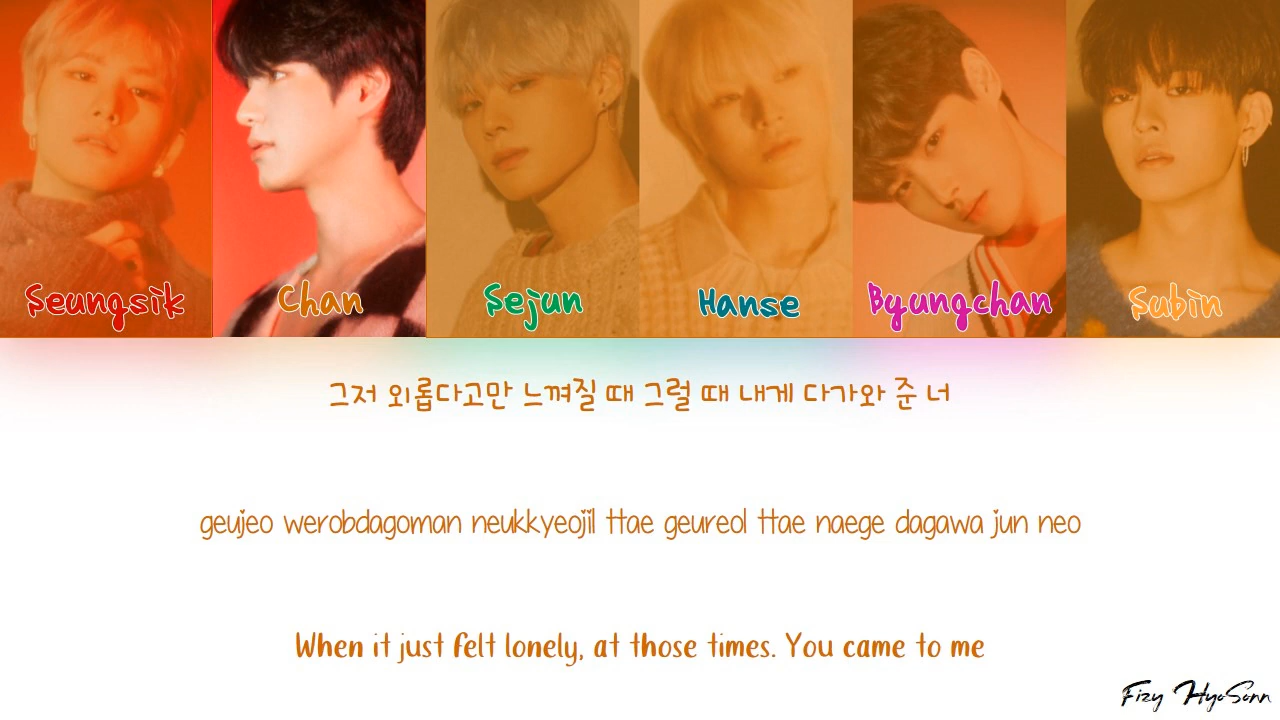 Seungsik Chan Sejun Hanse Byungchan Subin
그저 외롭다고만 느껴질 때 그럴 때 내게 다가와 준 너
geujeo werobdagoman neukkyeojil ttae geureol ttae naege dagawa jun neo
When it just felt lonely, at those times. You came to me
Fizy HyoSonn